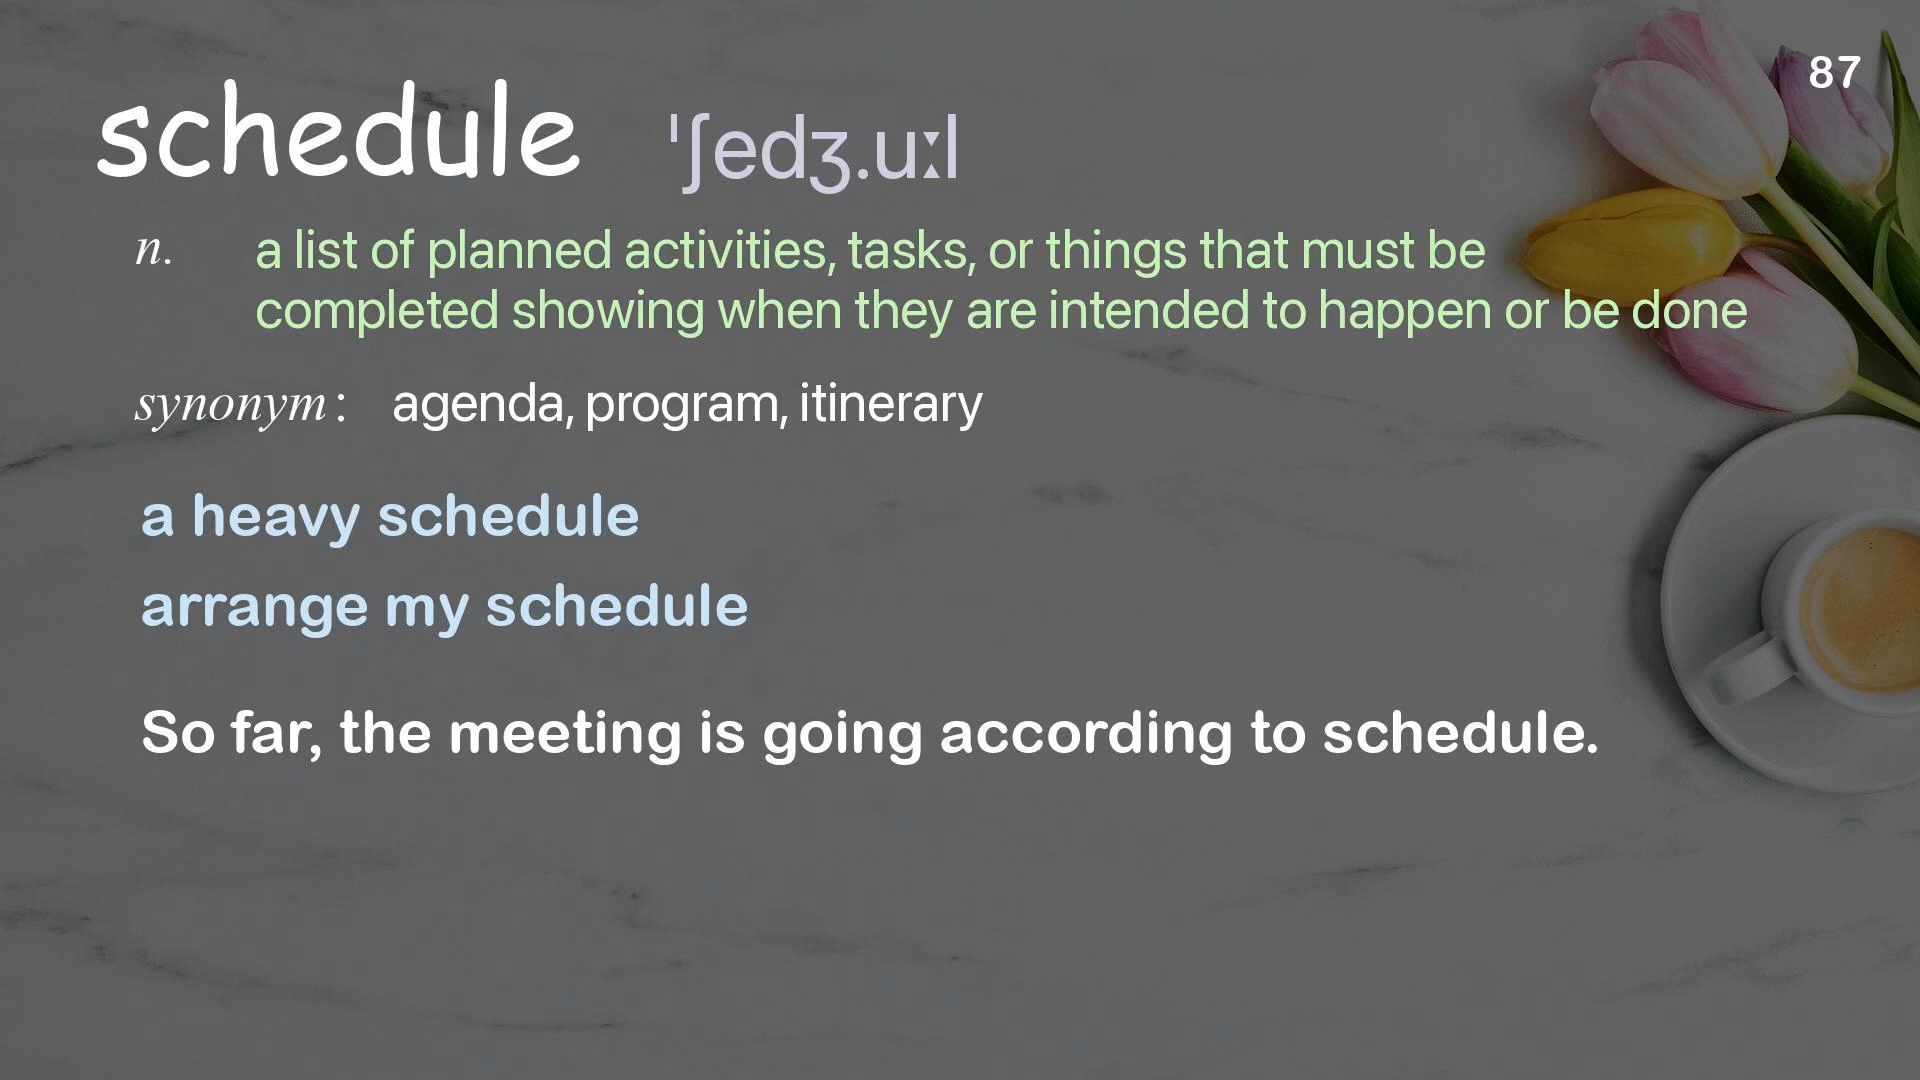 87
schedule ˈʃedʒ.uːl
n. a list of planned activities, tasks, or things that must be
completed showing when they are intended to happen or be done
synonym: agenda, program, itinerary
a heavy schedule
arrange my schedule
So far, the meeting is going according to schedule.